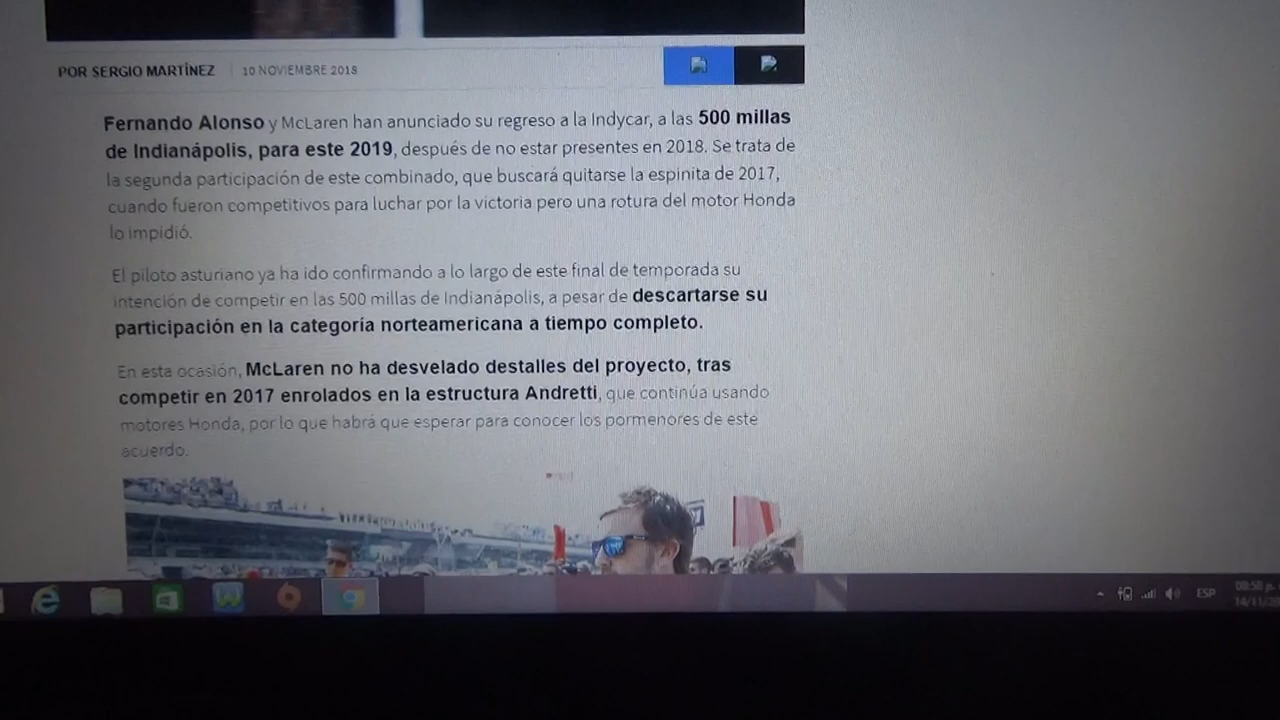 POR SERGIO MARTÍNEZ 10 NOVIEMBRE 2018
Fernando Alonso y McLaren han anunciado su regreso a la Indycar, a las 500 millas
de Indianápolis, para este 2019, después de no estar presentes en 2018. Se trata de
la segunda participación de este combinado, que buscará quitarse la espinita de 2017,
cuando fueron competitivos para luchar por la victoria pero una rotura del motor Honda
lo impidió.
El piloto asturiano ya ha ido confirmando a lo largo de este final de temporada su
intención de competir en las 500 millas de Indianápolis, a pesar de descartarse su
participación en la categoría norteamericana a tiempo completo.
En esta ocasión, McLaren no ha desvelado destalles del proyecto, tras
competir en 2017 enrolados en la estructura Andretti, que continúa usando
motores Honda, por lo que habrá que esperar para conocer los pormenores de este
acuerdo.
ESP